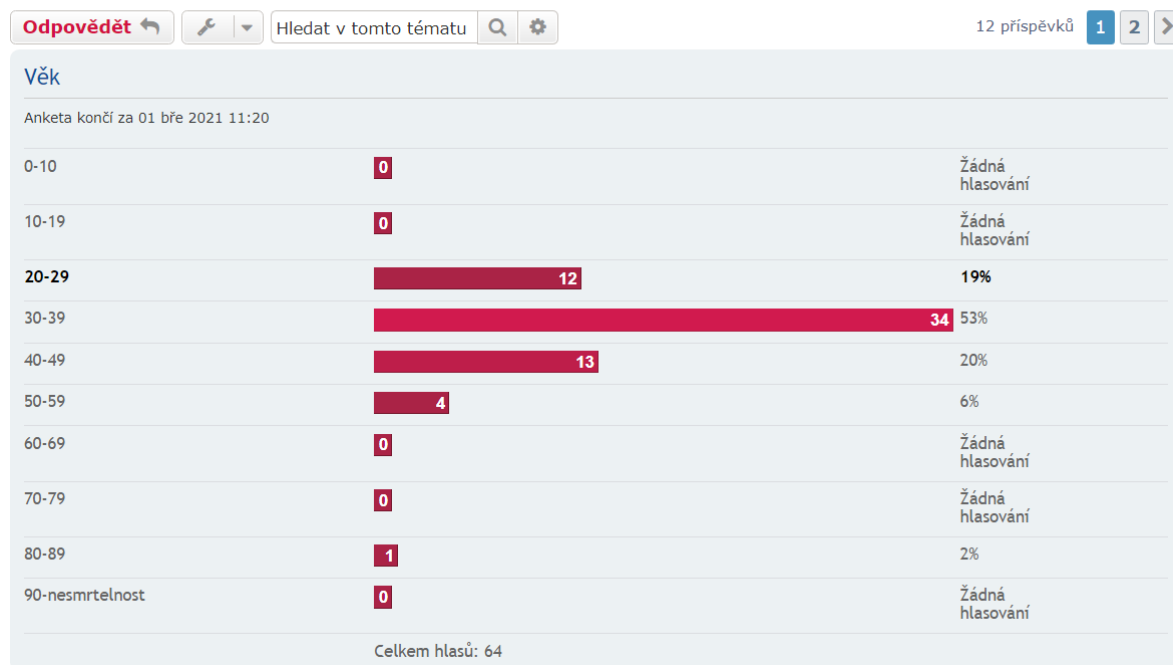 Odpovědět Hledat v tomto tématu 12 příspěvků 1 2
Věk
Anketa končí za 01 bře 2021 11:20
0-10 0 Žádná
hlasování
10-19 0 Žádná
hlasování
20-29 12 19%
30-39 34 53%
40-49 13 20%
50-59 4 6%
60-69 0 Žádná
hlasování
70-79 0 Žádná
hlasování
80-89 1 2%
90-nesmrtelnost 0 Žádná
hlasování
Celkem hlasů: 64